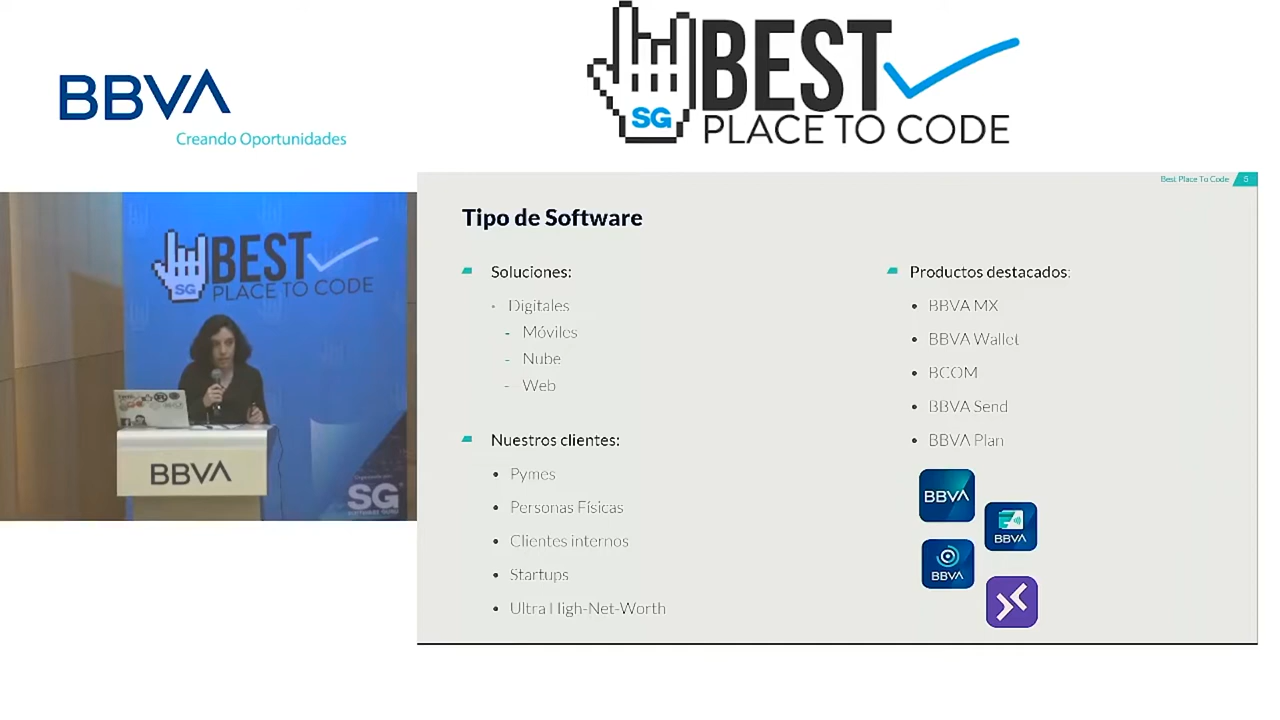 BBVA
Creando Oportunidades
BEST
SG
PLACE TO CODE
BEST
SG
PLACE TO CODE
BBVA
SG
Best Place To Code 5
Tipo de Software
Soluciones:
Digitales
- Móviles
- Nube
- Web
Nuestros clientes:
• Pymes
• Personas Físicas
• Clientes internos
• Startups
• Ultra High-Net-Worth
Productos destacados:
• BBVA MX
• BBVA Wallet
• BCOM
• BBVA Send
• BBVA Plan
BBVA
BBVA
BBVA